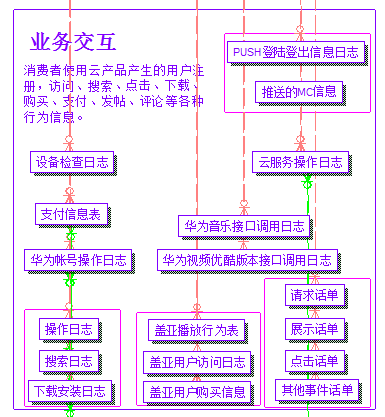 业务交互
消费者使用云产品产生的用户注
册，访问、搜索、点击、下载、
购买、支付、发帖、评论等各种
行为信息。
PUSH登陆登出信息日志
推送的MC信息
设备检查日志
云服务操作日志
支付信息表
华为音乐接口调用日志
华为帐号操作日志
华为视频优酷版本接口调用日志
请求话单
操作日志
盖亚播放行为表
展示话单
搜索日志
盖亚用户访问日志
点击话单
下载安装日志
盖亚用户购买信息
其他事件话单